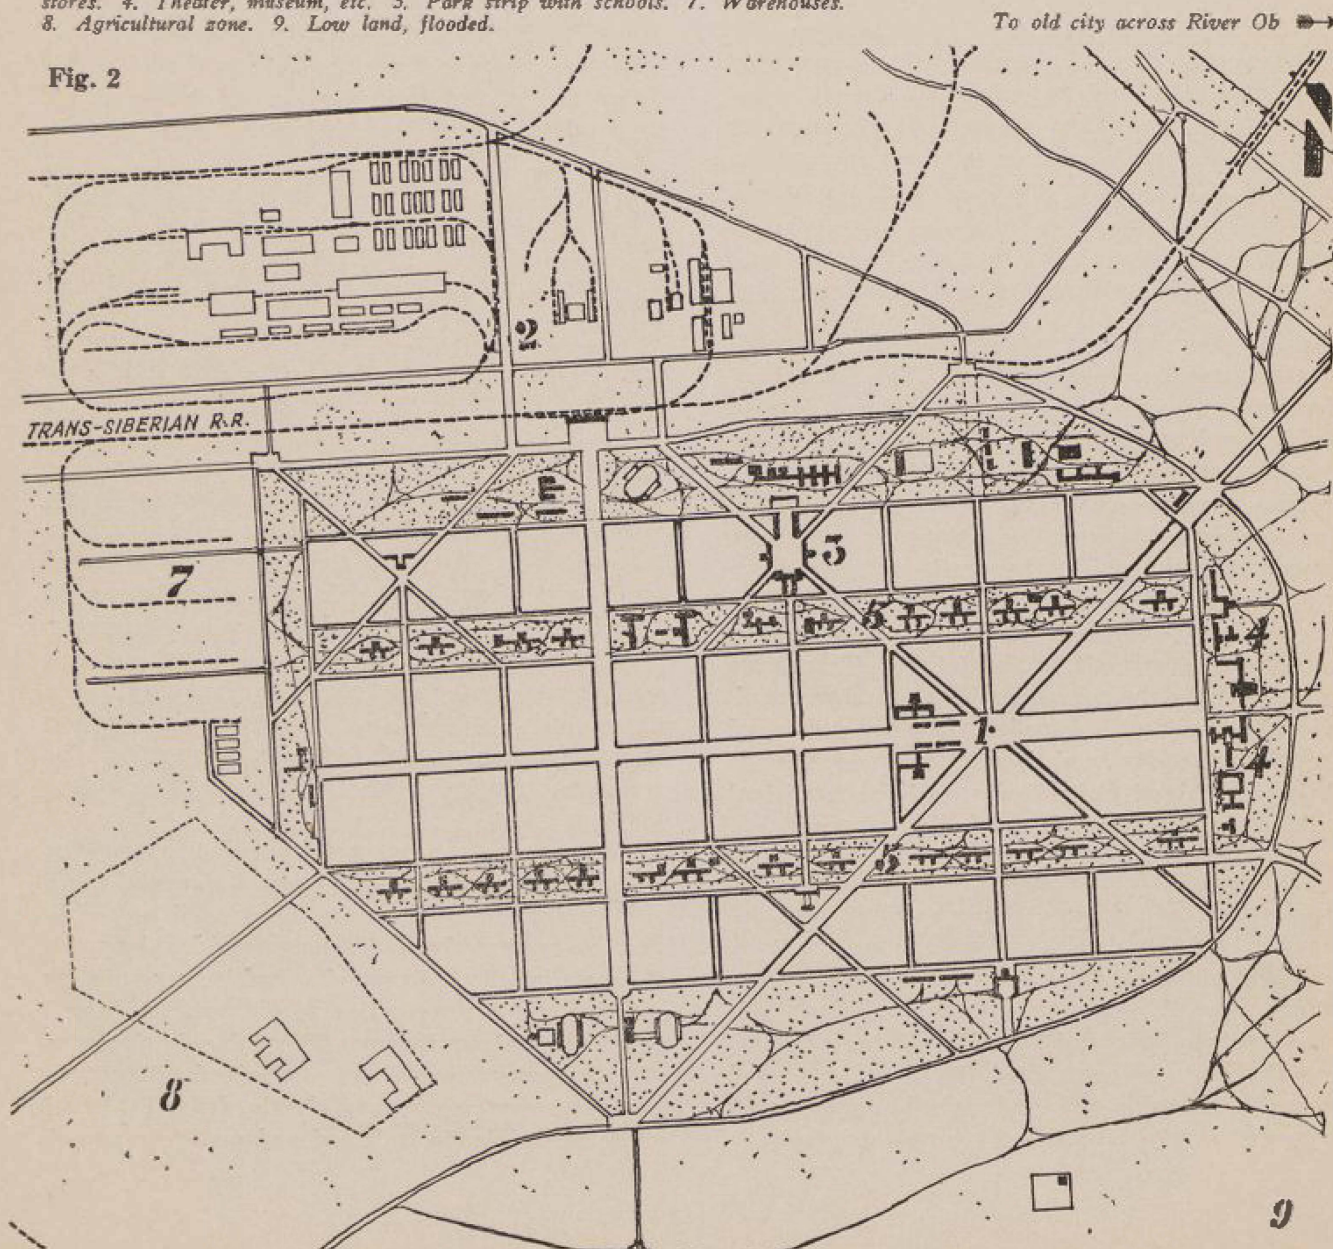 stores. 4. Theater, museum, etc. 5. Park strip with schools. 7. Warehouses.
8. Agricultural zone. 9. Low land, flooded.
To old city across River Ob
Fig. 2
2
TRANS-SIBERIAN R.R.
3
7
5
4
1.
4
5
8
9